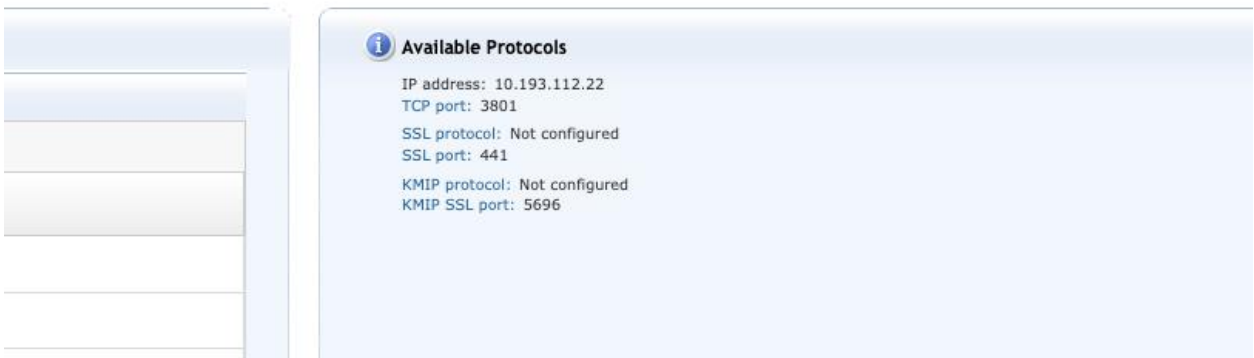 Available Protocols
IP address: 10.193.112.22
TCP port: 3801
SSL protocol: Not configured
SSL port: 441
KMIP protocol: Not configured
KMIP SSL port: 5696